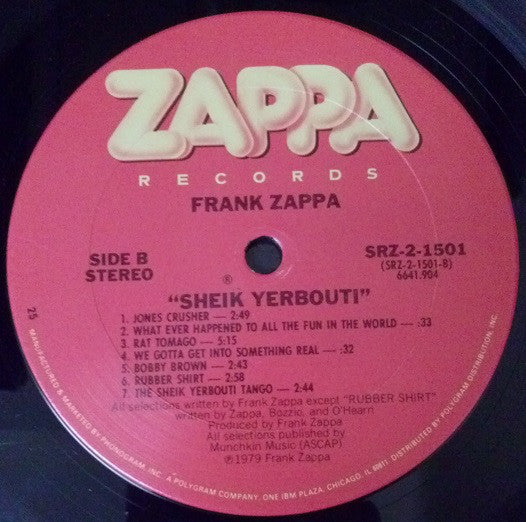 ZAPPA
RECORDS
FRANK ZAPPA
SIDE B
STEREO
SRZ-2-1501
(SRZ-2-1501-B)
6641.904
℗
"SHEIK YERBOUTI"
1. JONES CRUSHER — 2:49
2. WHAT EVER HAPPENED TO ALL THE FUN IN THE WORLD — :33
3. RAT TOMAGO — 5:15
4. WE GOTTA GET INTO SOMETHING REAL — :32
5. BOBBY BROWN — 2:43
6. RUBBER SHIRT — 2:58
7. THE SHEIK YERBOUTI TANGO — 2:44
All selections written by Frank Zappa except "RUBBER SHIRT"
written by Zappa, Bozzio, and O'Hearn
Produced by Frank Zappa
All selections published by
Munchkin Music (ASCAP)
℗1979 Frank Zappa
25
MANUFACTURED & MARKETED BY PHONOGRAM, INC. A POLYGRAM COMPANY, ONE IBM PLAZA, CHICAGO, IL 60611. DISTRIBUTED BY POLYGRAM DISTRIBUTION, INC.